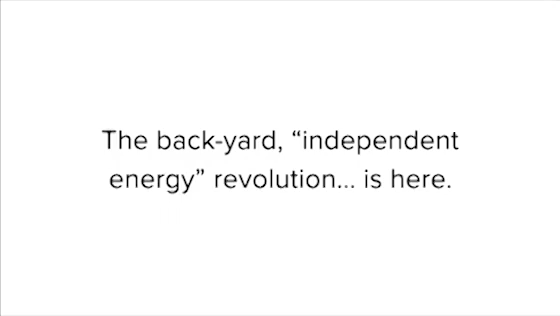 The back-yard, “independent
energy” revolution... is here.